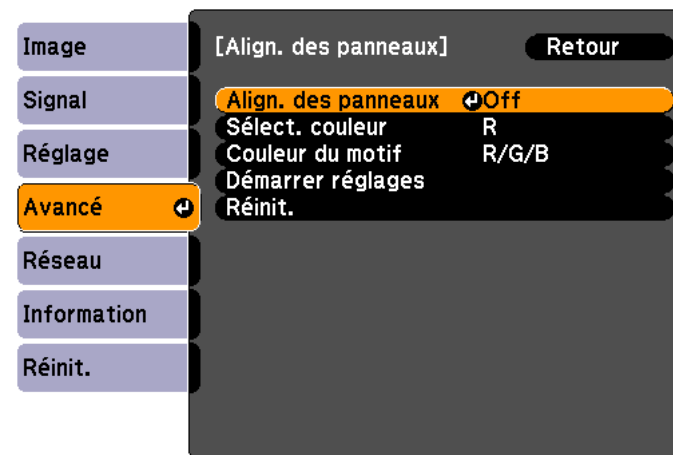 Image
Signal
Réglage
Avancé
Réseau
Information
Réinit.
[Align. des panneaux] Retour
Align. des panneaux Off
Sélect. couleur R
Couleur du motif R/G/B
Démarrer réglages
Réinit.